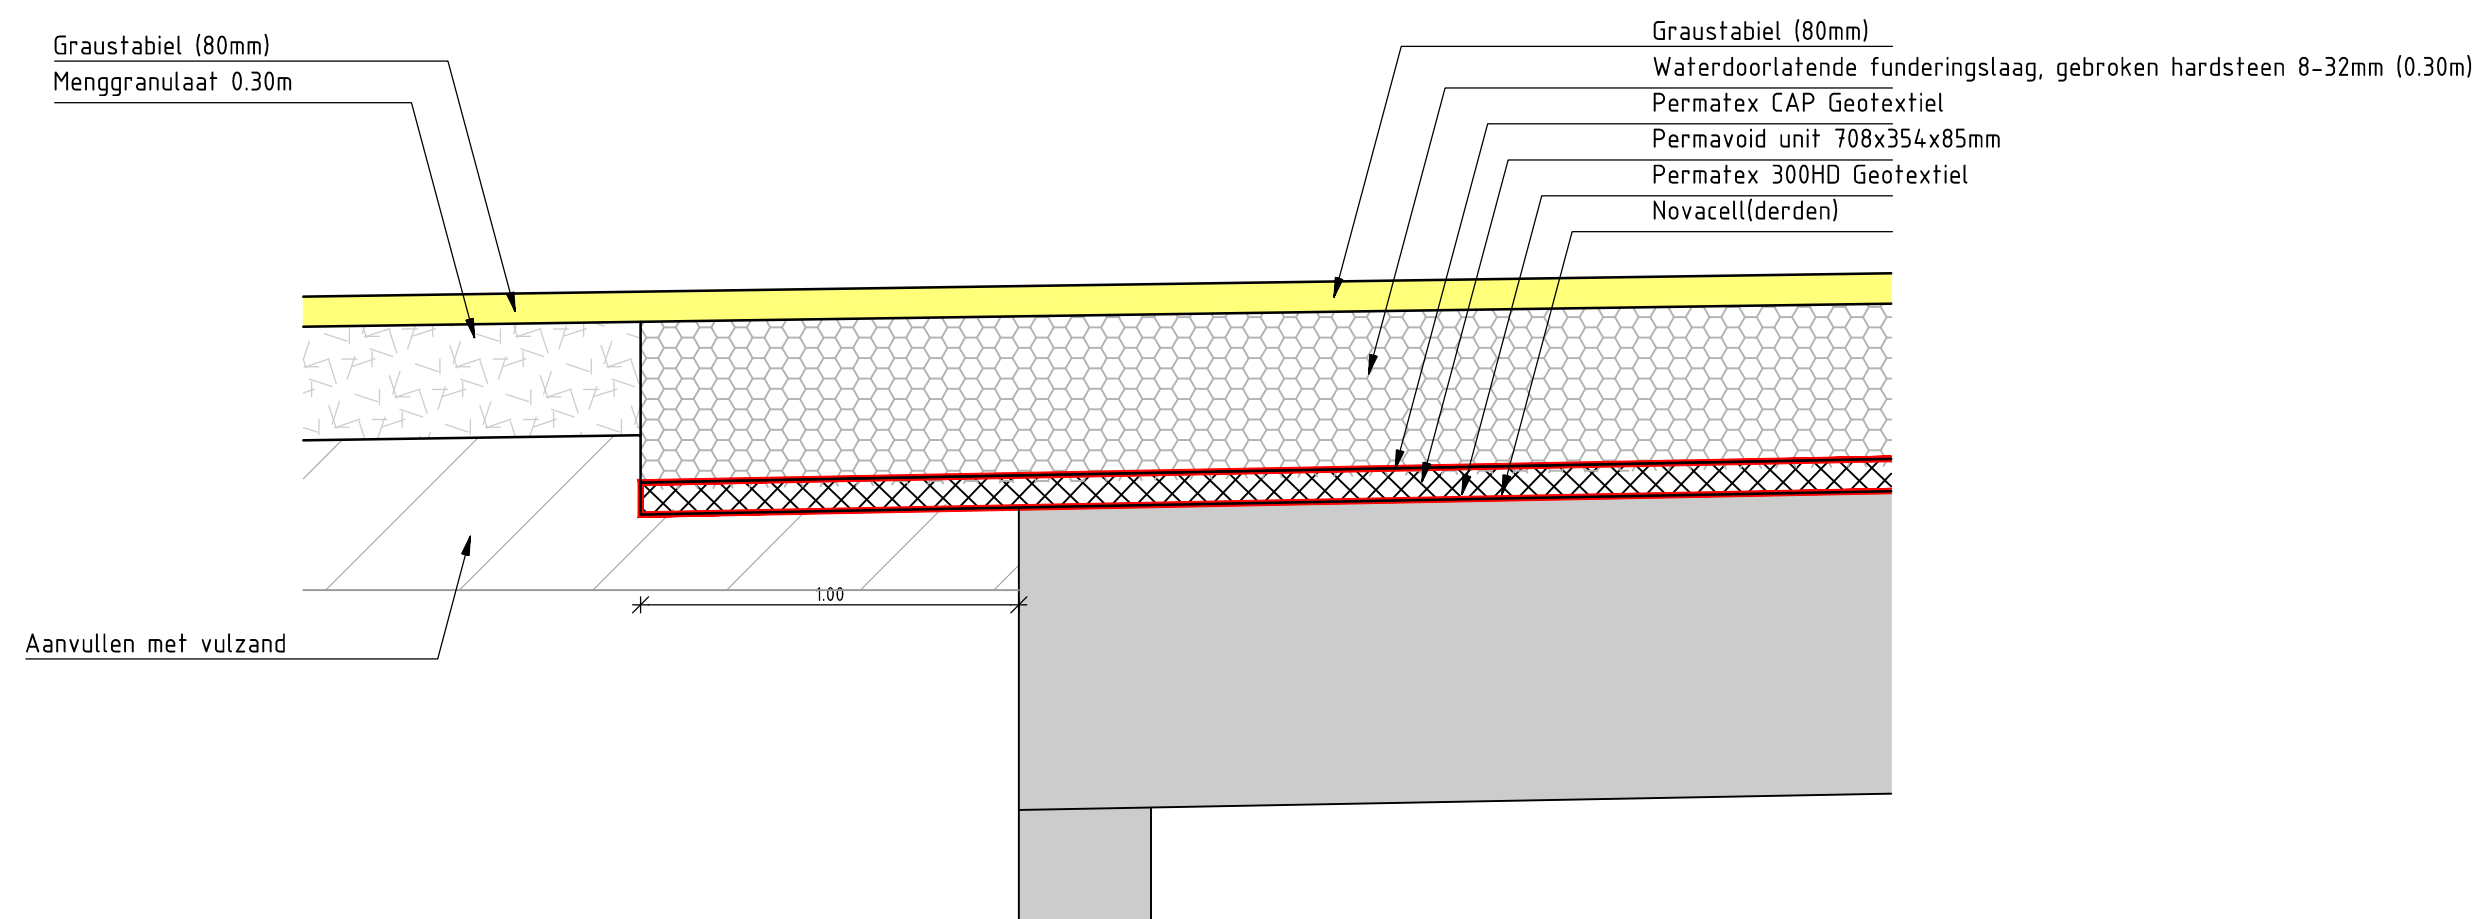 Graustabiel (80mm)
Menggranulaat 0.30m
Graustabiel (80mm)
Waterdoorlatende funderingslaag, gebroken hardsteen 8-32mm (0.30m)
Permatex CAP Geotextiel
Permavoid unit 708x354x85mm
Permatex 300HD Geotextiel
Novacell(derden)
1.00
Aanvullen met vulzand